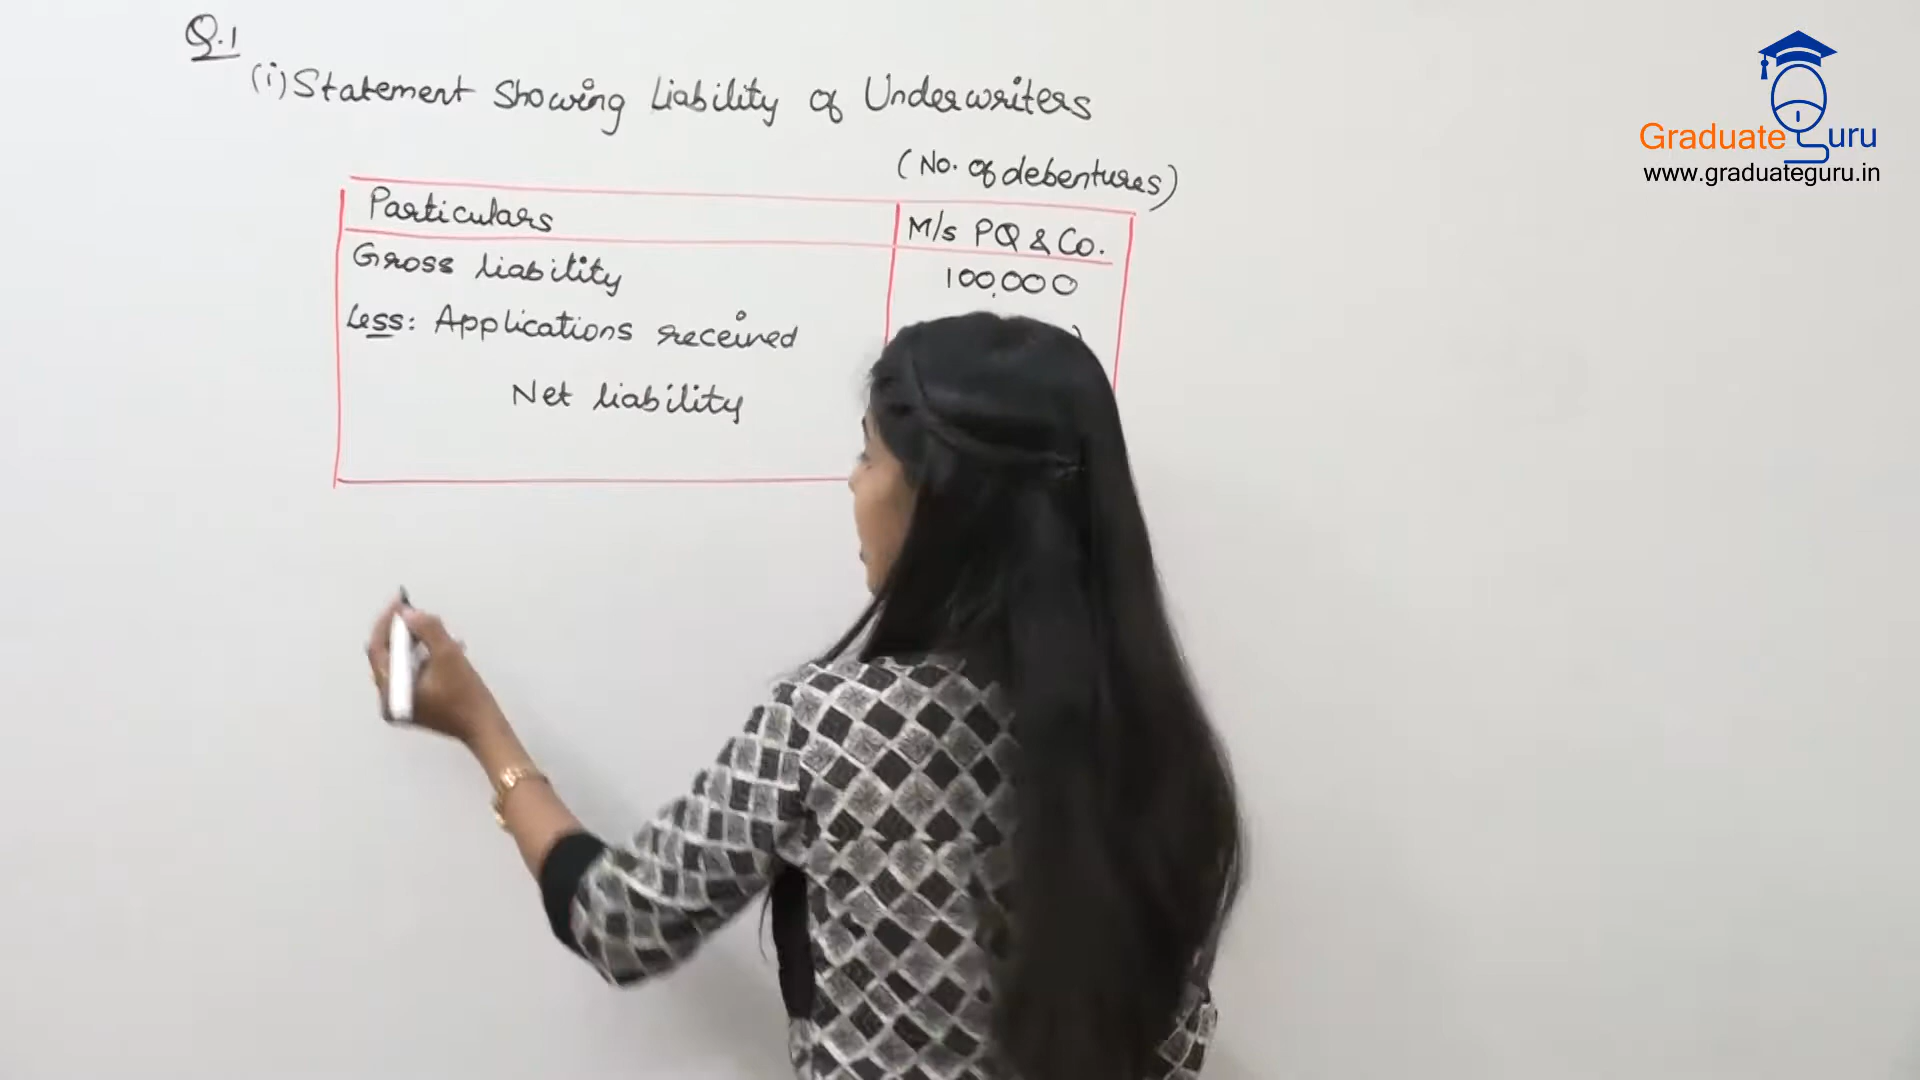 Q.1
(i) Statement Showing Liability of Underwriters
(No. of debentures)
Particulars M/s PQ & Co.
Gross liability 100,000
Less: Applications received )
Net liability
Graduate Guru
www.graduateguru.in